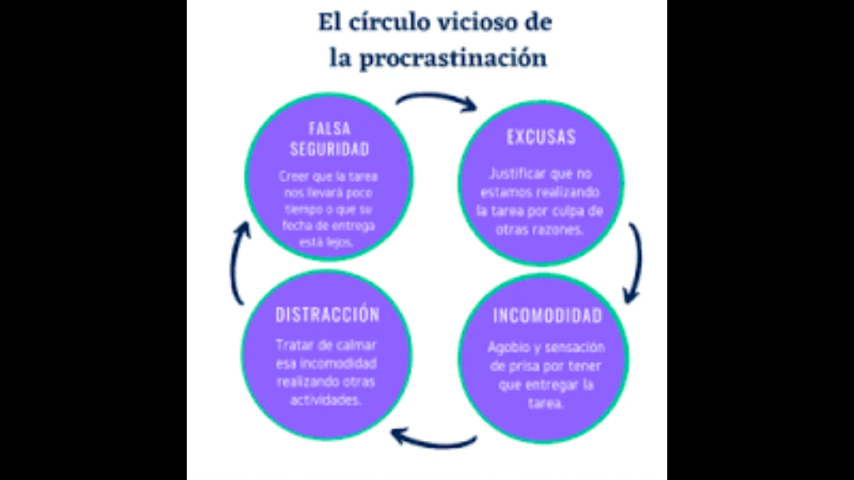 El círculo vicioso de
la procrastinación
FALSA
SEGURIDAD
Creer que la tarea
nos llevará poco
tiempo o que su
fecha de entrega
está lejos.
EXCUSAS
Justificar que no
estamos realizando
la tarea por culpa de
otras razones.
INCOMODIDAD
Agobio y sensación
de prisa por tener
que entregar la
tarea.
DISTRACCIÓN
Tratar de calmar
esa incomodidad
realizando otras
actividades.